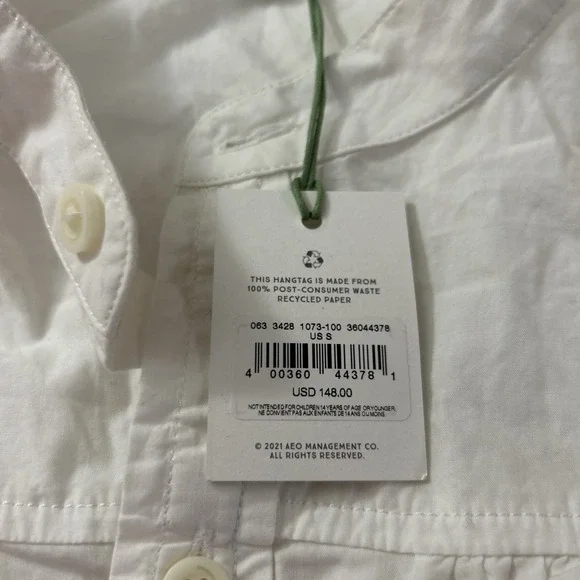 THIS HANGTAG IS MADE FROM
100% POST-CONSUMER WASTE
RECYCLED PAPER
063 3428 1073-100 36044378
US S
4 00360 44378 1
USD 148.00
NOT INTENDED FOR CHILDREN 14 YEARS OF AGE OR YOUNGER.
NE DONVIENT PAS AUX ENFANTS DE 14 ANS OU MOINS.
© 2021 AEO MANAGEMENT CO.
ALL RIGHTS RESERVED.